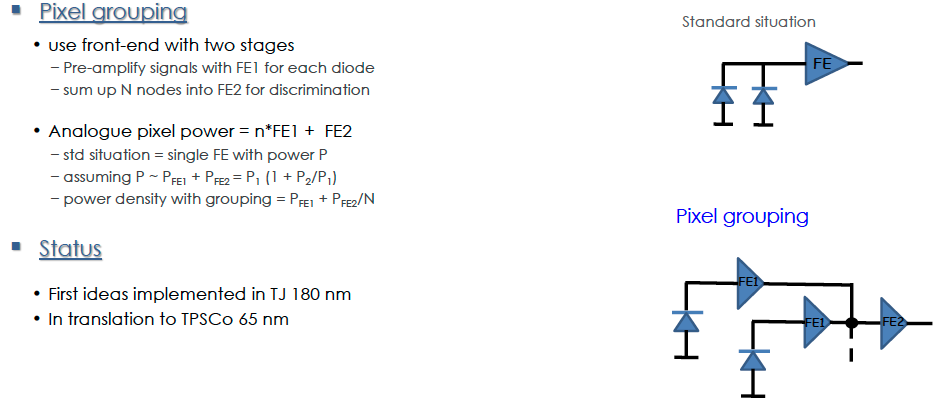 ▪ Pixel grouping
• use front-end with two stages
– Pre-amplify signals with FE1 for each diode
– sum up N nodes into FE2 for discrimination
• Analogue pixel power = n*FE1 + FE2
– std situation = single FE with power P
– assuming P ~ PFE1 + PFE2 = P1 (1 + P2/P1)
– power density with grouping = PFE1 + PFE2/N
▪ Status
• First ideas implemented in TJ 180 nm
• In translation to TPSCo 65 nm
Standard situation
FE
Pixel grouping
FE1
FE1
FE2